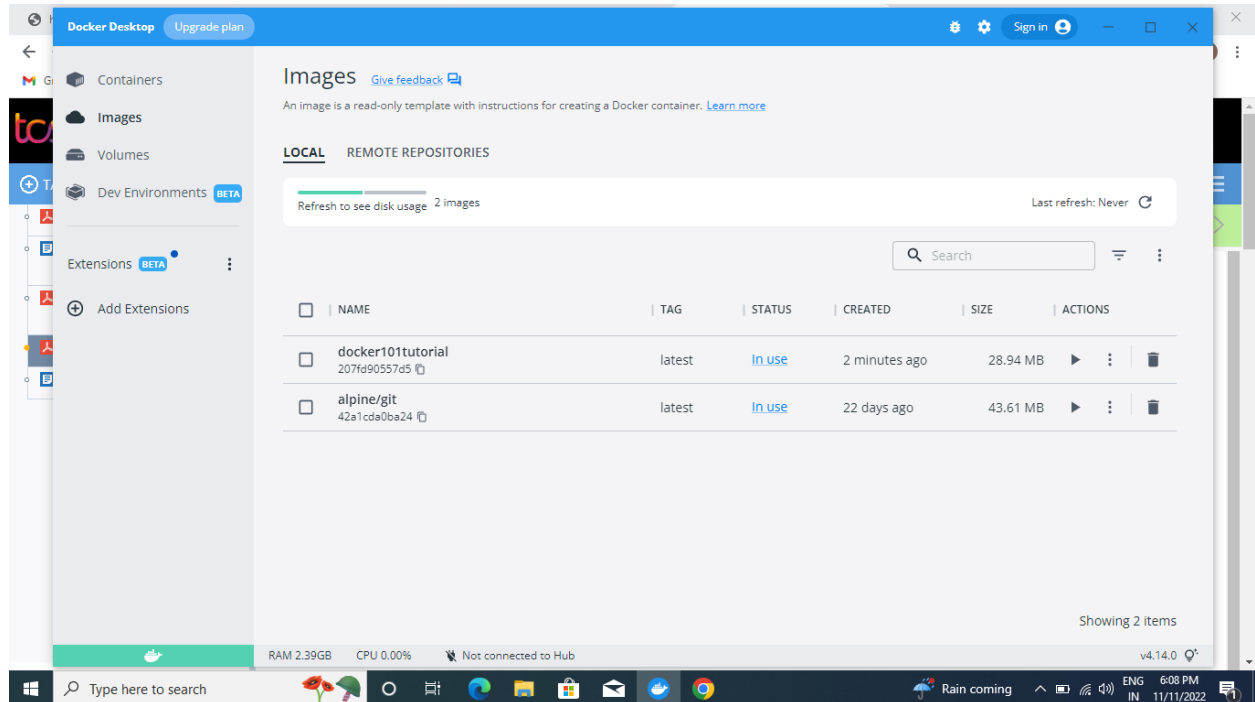 Docker Desktop Upgrade plan Sign in
Containers
Images
Volumes
Dev Environments BETA
Extensions BETA
Add Extensions
Images Give feedback
An image is a read-only template with instructions for creating a Docker container. Learn more
LOCAL REMOTE REPOSITORIES
Refresh to see disk usage 2 images Last refresh: Never
Search
NAME TAG STATUS CREATED SIZE ACTIONS
docker101tutorial latest In use 2 minutes ago 28.94 MB
207fd90557d5
alpine/git latest In use 22 days ago 43.61 MB
42a1cda0ba24
Showing 2 items
RAM 2.39GB CPU 0.00% Not connected to Hub v4.14.0
Type here to search Rain coming ENG 6:08 PM
IN 11/11/2022